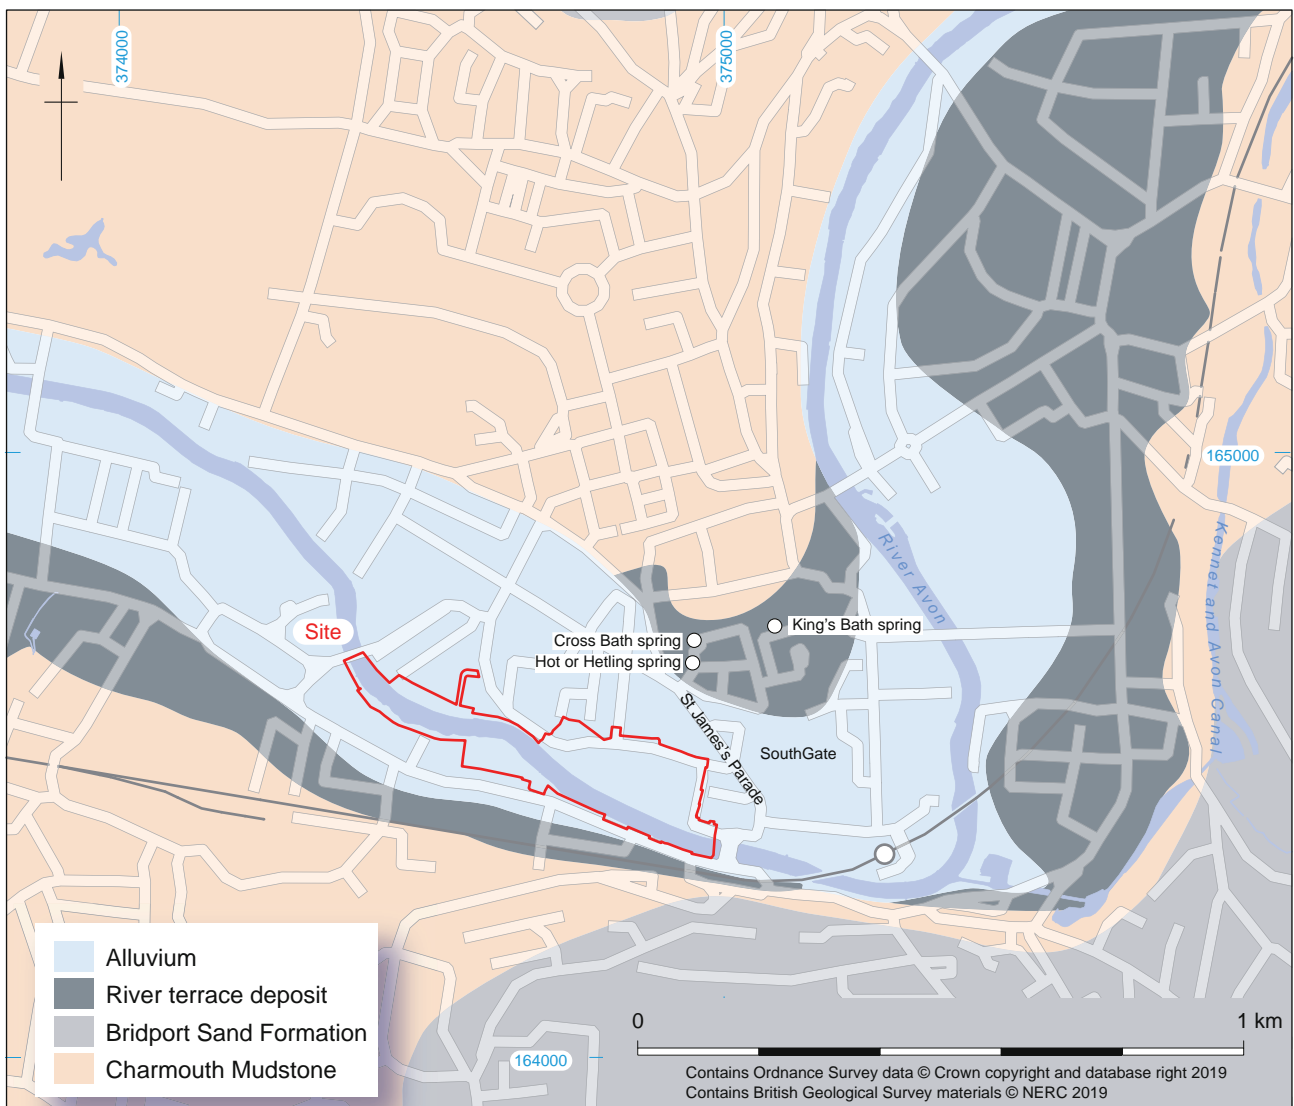 374000
375000
165000
River Avon
Kennet and Avon Canal
King's Bath spring
Site
Cross Bath spring
Hot or Hetling spring
St James's Parade
SouthGate
Alluvium
River terrace deposit
Bridport Sand Formation
Charmouth Mudstone
164000
0 1 km
Contains Ordnance Survey data © Crown copyright and database right 2019
Contains British Geological Survey materials © NERC 2019